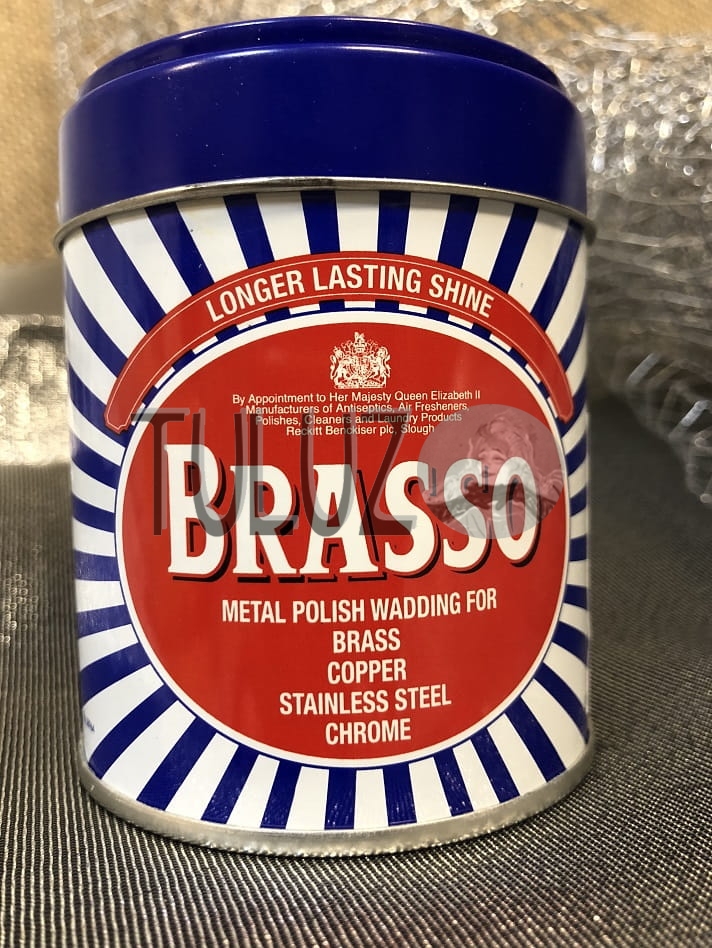 LONGER LASTING SHINE
By Appointment to Her Majesty Queen Elizabeth II
Manufacturers of Antiseptics, Air Fresheners,
Polishes, Cleaners and Laundry Products
Reckitt Benckiser plc, Slough
TULUZ
BRASSO
METAL POLISH WADDING FOR
BRASS
COPPER
STAINLESS STEEL
CHROME